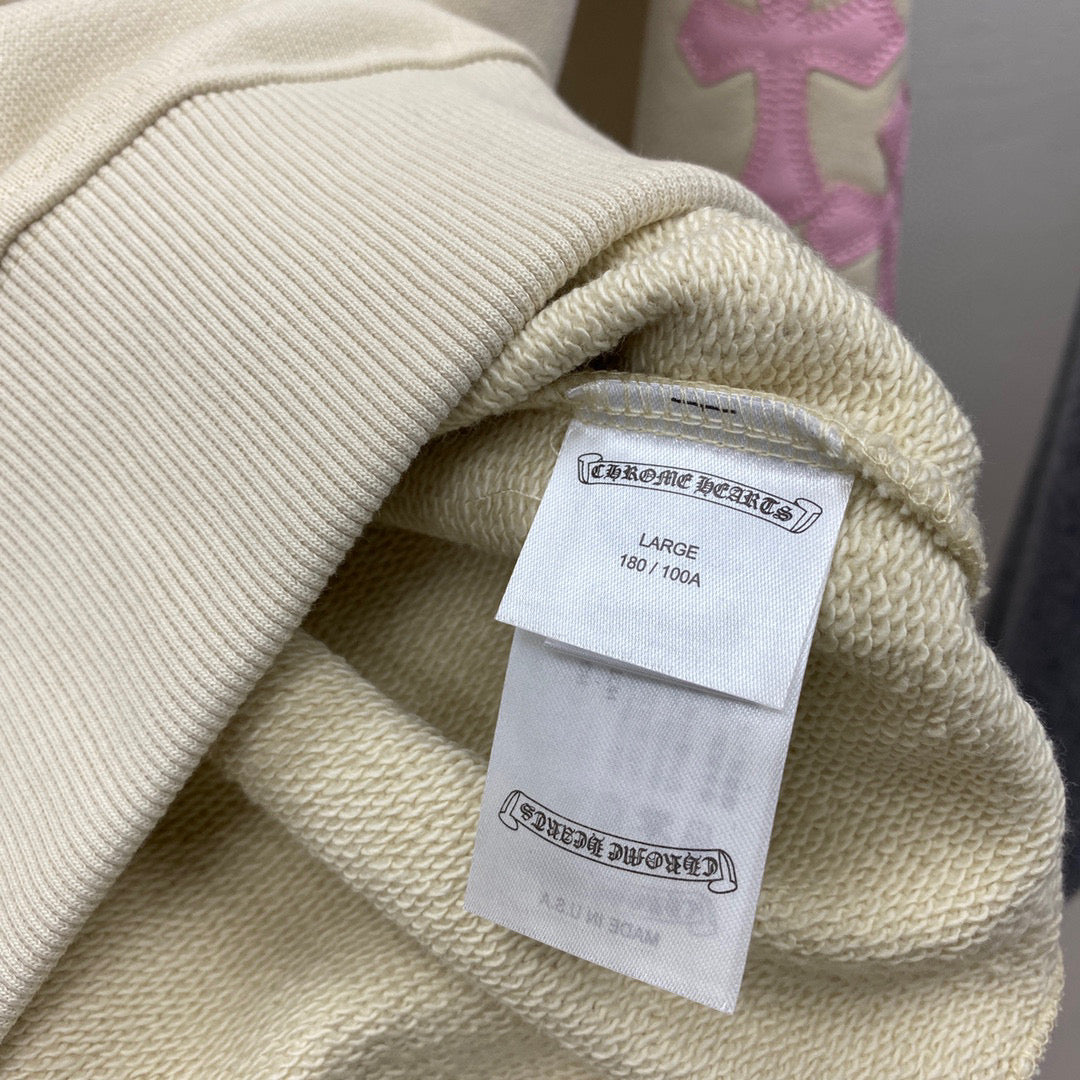 CHROME HEARTS
LARGE
180 / 100A
CHROME HEARTS
MADE IN U.S.A